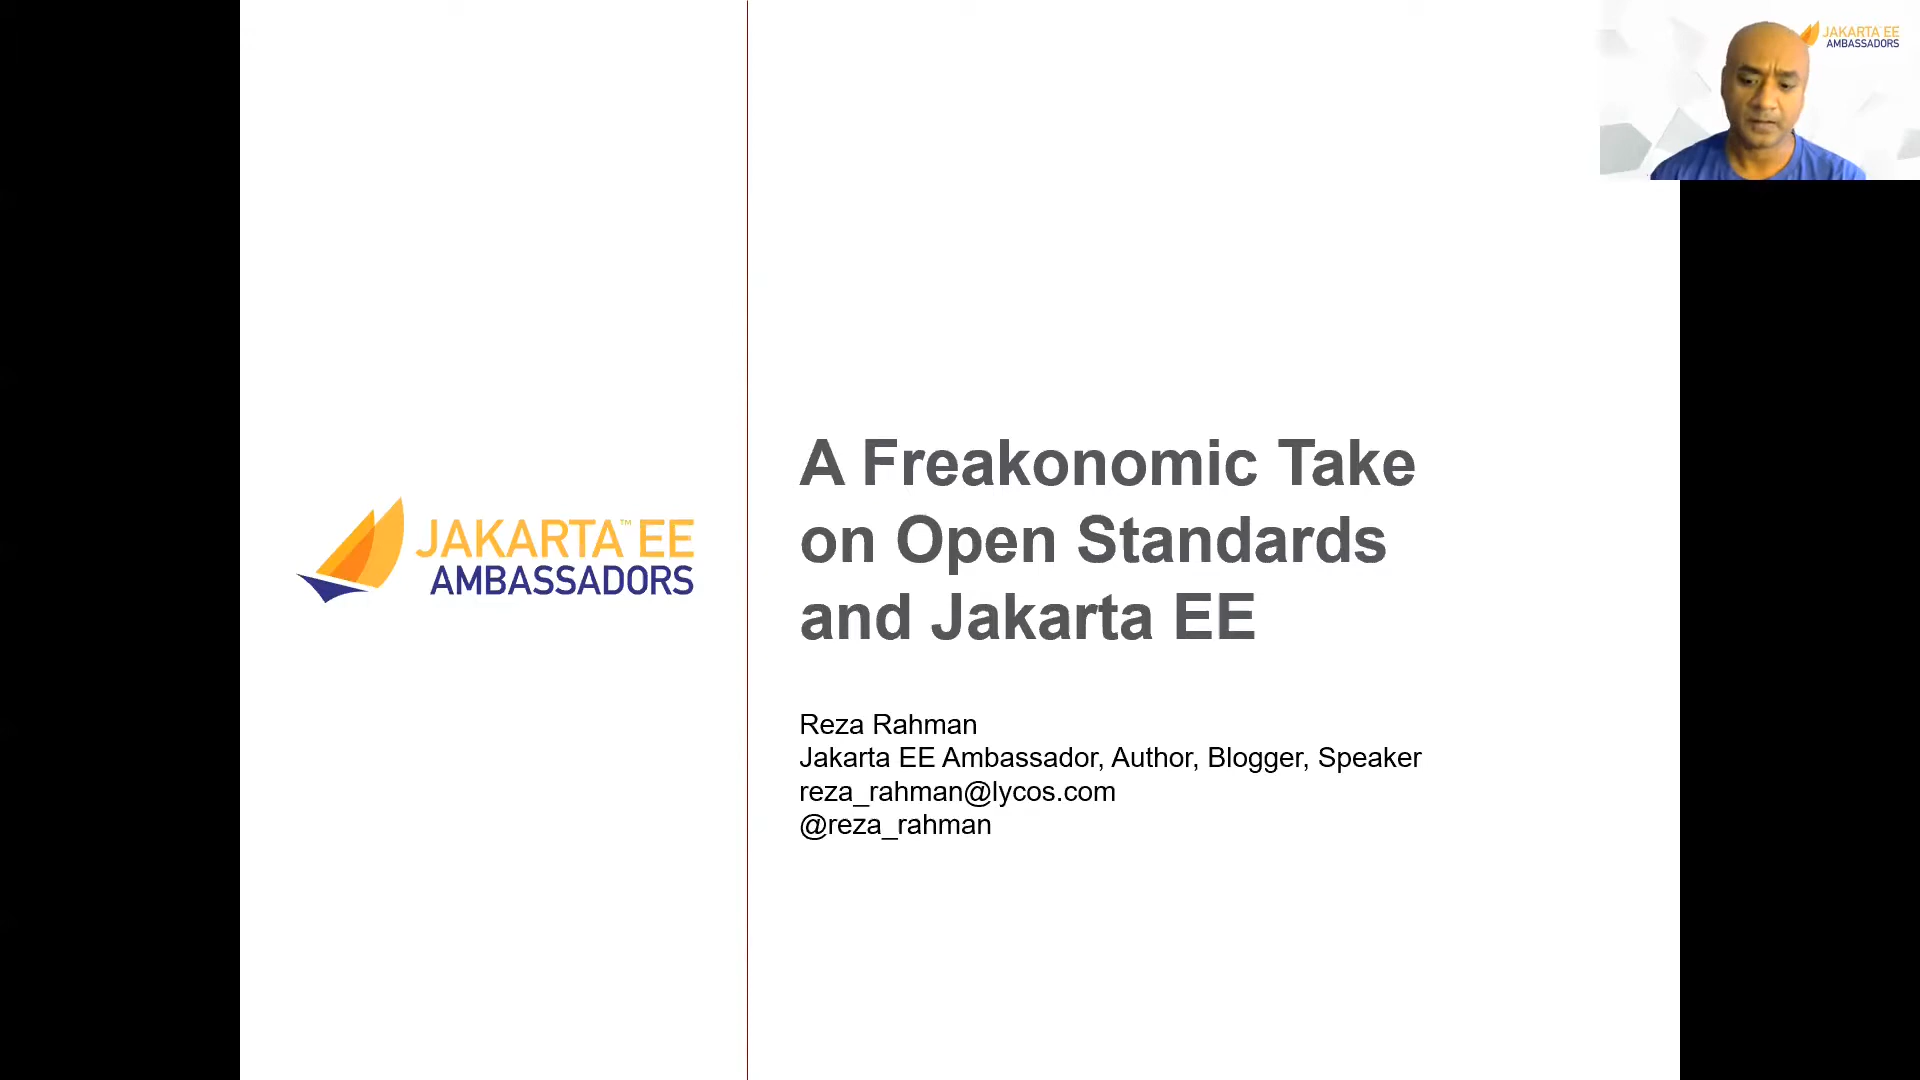 JAKARTA EE
AMBASSADORS
JAKARTA™ EE
AMBASSADORS
A Freakonomic Take
on Open Standards
and Jakarta EE
Reza Rahman
Jakarta EE Ambassador, Author, Blogger, Speaker
reza_rahman@lycos.com
@reza_rahman